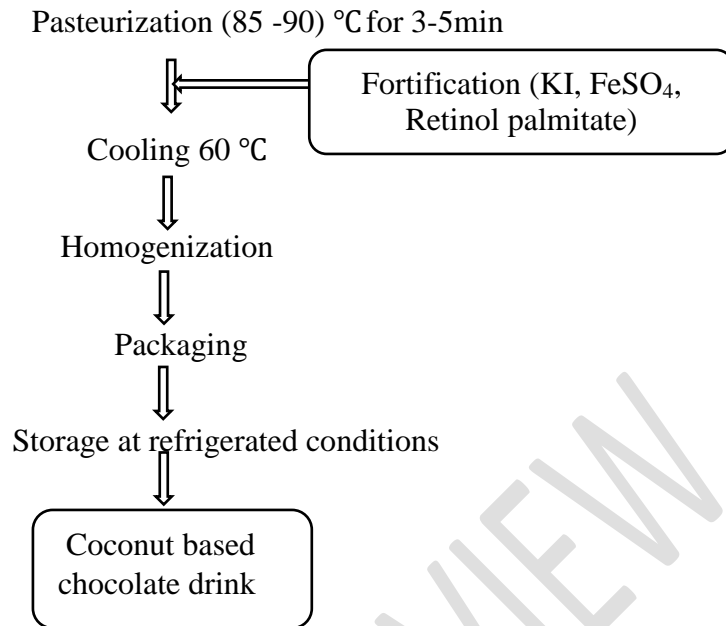 Pasteurization (85 -90) ℃ for 3-5min
Fortification (KI, FeSO₄,
Retinol palmitate)
Cooling 60 ℃
Homogenization
Packaging
Storage at refrigerated conditions
Coconut based
chocolate drink
VIEW